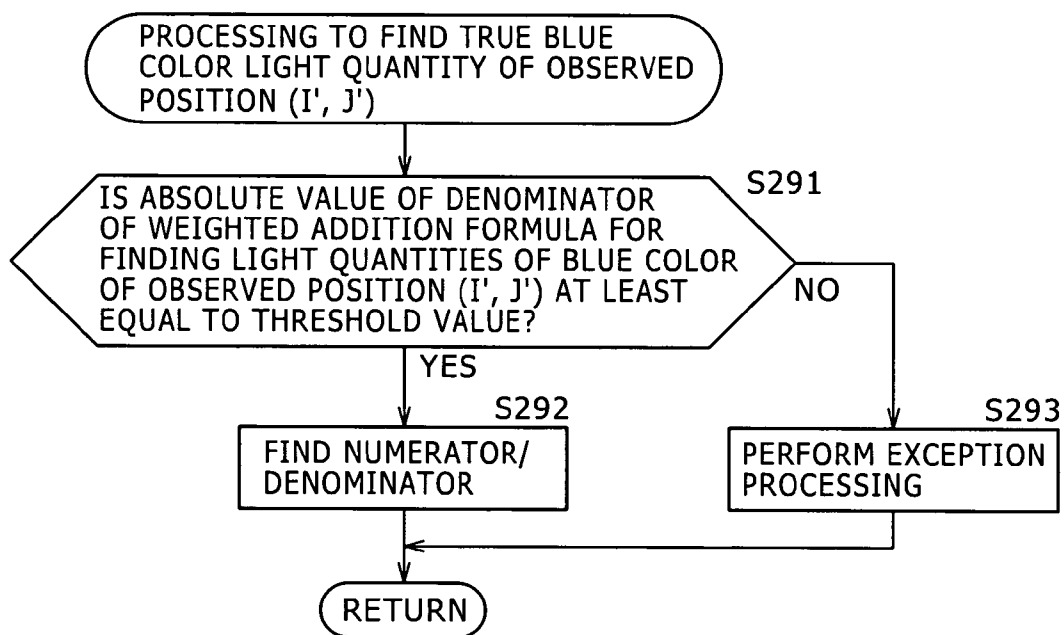 PROCESSING TO FIND TRUE BLUE
COLOR LIGHT QUANTITY OF OBSERVED
POSITION (I', J')
S291
IS ABSOLUTE VALUE OF DENOMINATOR
OF WEIGHTED ADDITION FORMULA FOR
FINDING LIGHT QUANTITIES OF BLUE COLOR
OF OBSERVED POSITION (I', J') AT LEAST
EQUAL TO THRESHOLD VALUE?
NO
YES
S292
FIND NUMERATOR/
DENOMINATOR
S293
PERFORM EXCEPTION
PROCESSING
RETURN